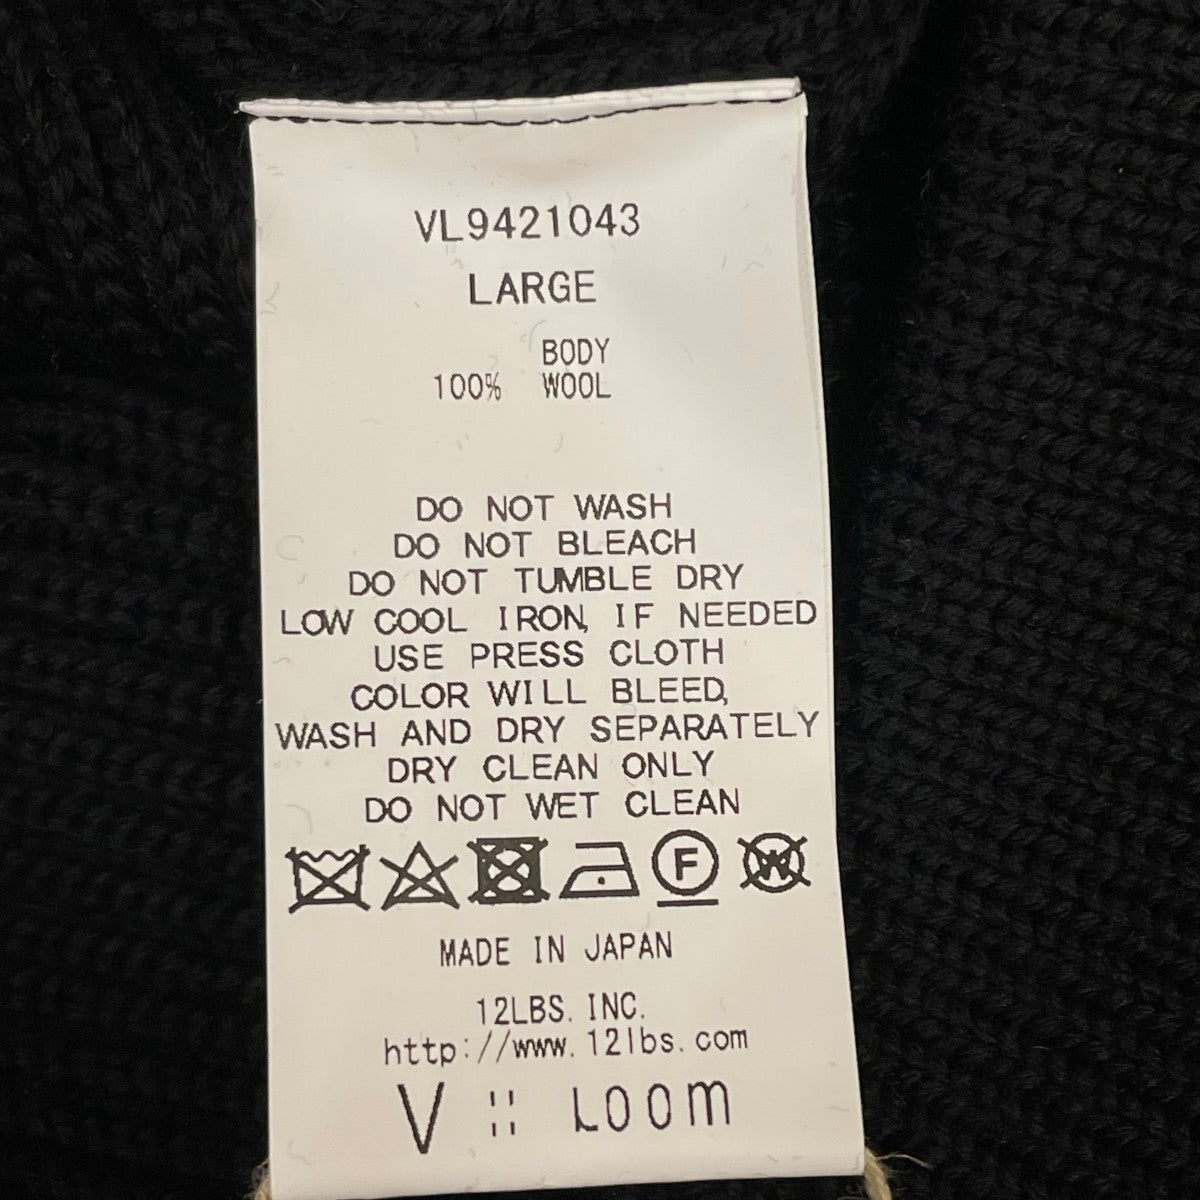 VL9421043
LARGE
BODY
100% WOOL
DO NOT WASH
DO NOT BLEACH
DO NOT TUMBLE DRY
LOW COOL IRON, IF NEEDED
USE PRESS CLOTH
COLOR WILL BLEED,
WASH AND DRY SEPARATELY
DRY CLEAN ONLY
DO NOT WET CLEAN
F W
MADE IN JAPAN
12LBS. INC.
http://www.12lbs.com
V :: LOOM